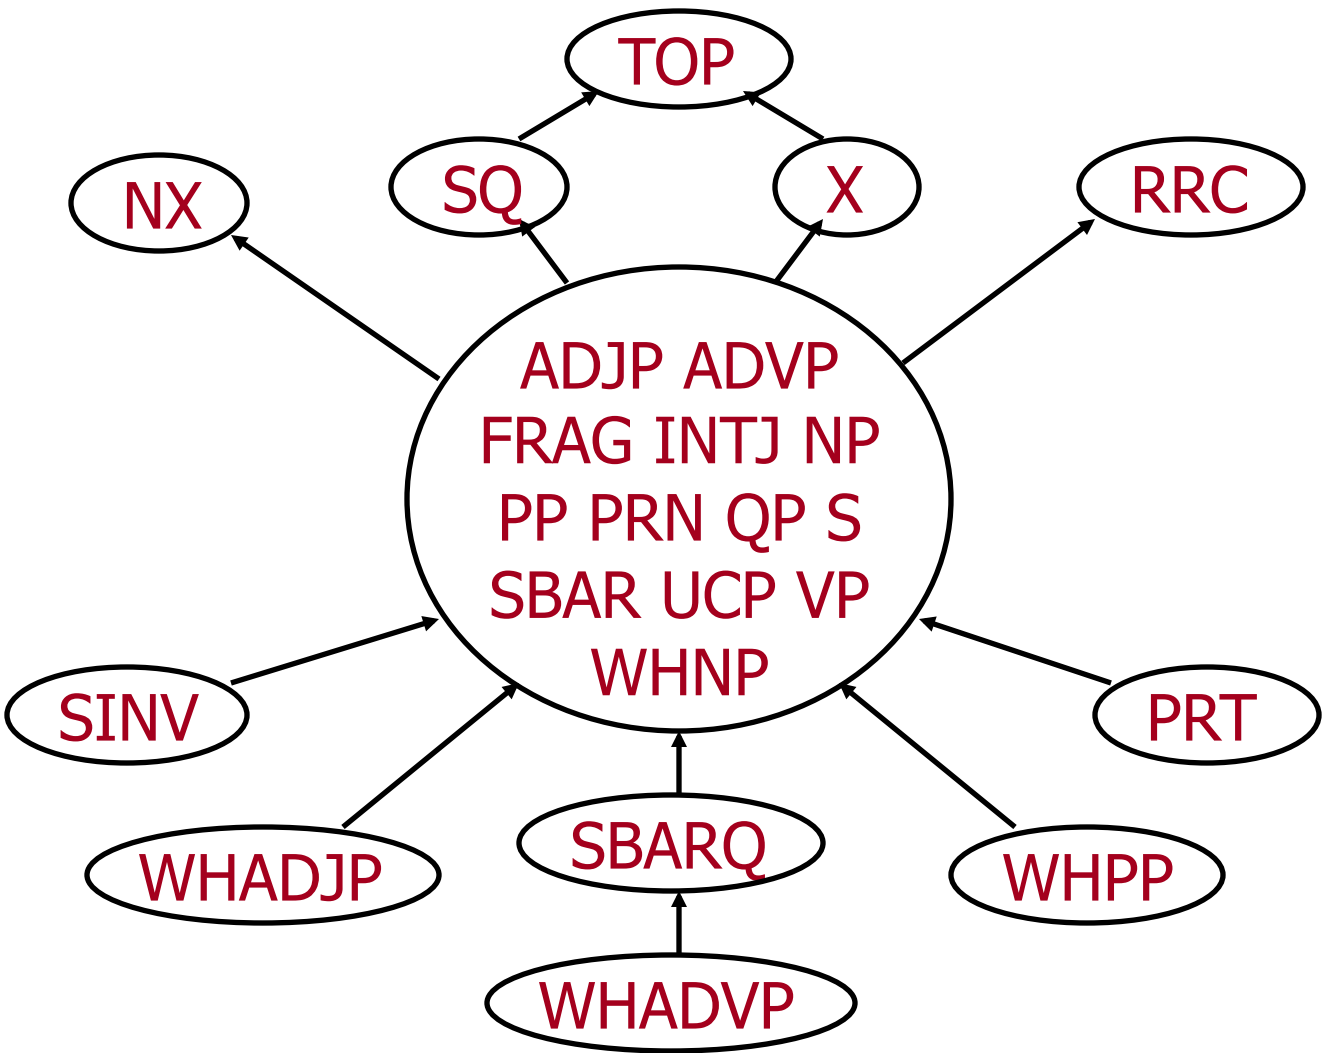 TOP
SQ
X
NX
RRC
ADJP ADVP
FRAG INTJ NP
PP PRN QP S
SBAR UCP VP
WHNP
SINV
PRT
SBARQ
WHADJP
WHPP
WHADVP